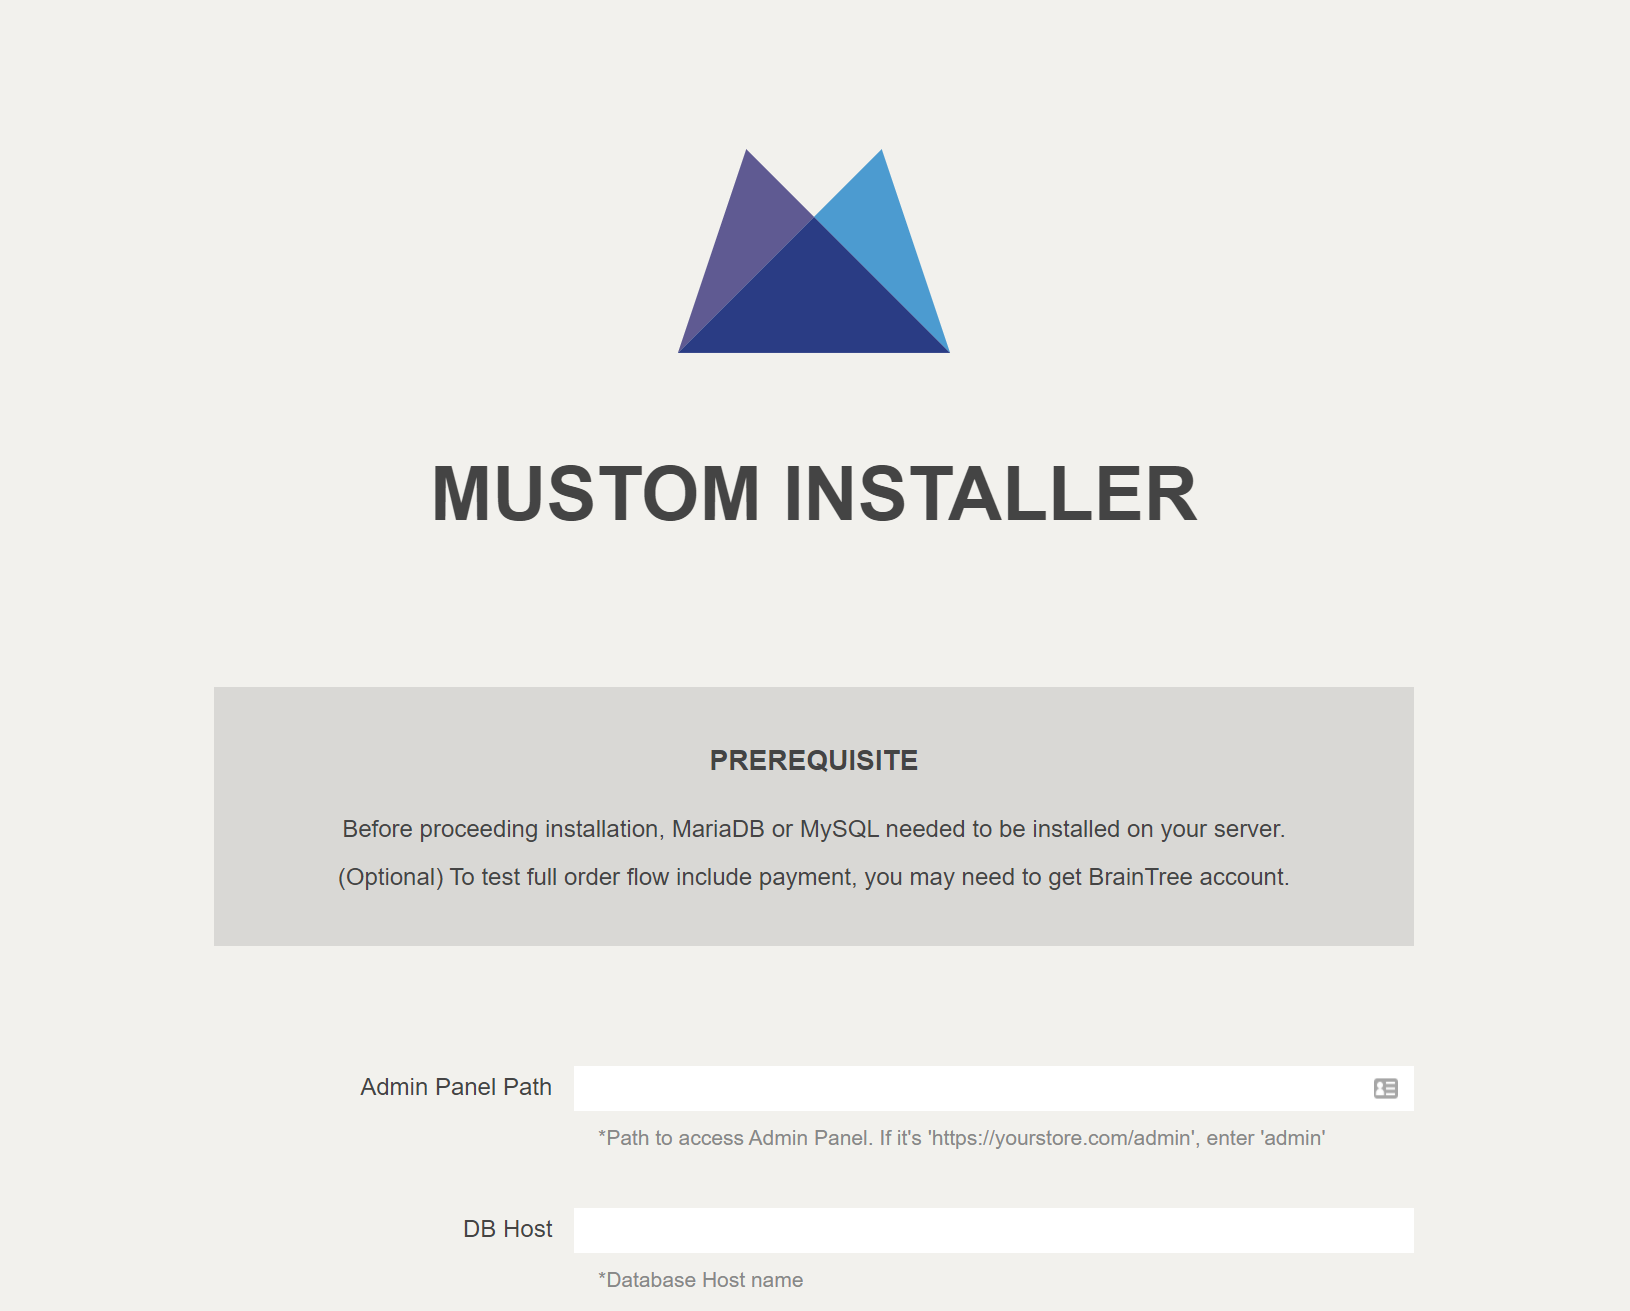 MUSTOM INSTALLER
PREREQUISITE
Before proceeding installation, MariaDB or MySQL needed to be installed on your server.
(Optional) To test full order flow include payment, you may need to get BrainTree account.
Admin Panel Path
*Path to access Admin Panel. If it's 'https://yourstore.com/admin', enter 'admin'
DB Host
*Database Host name